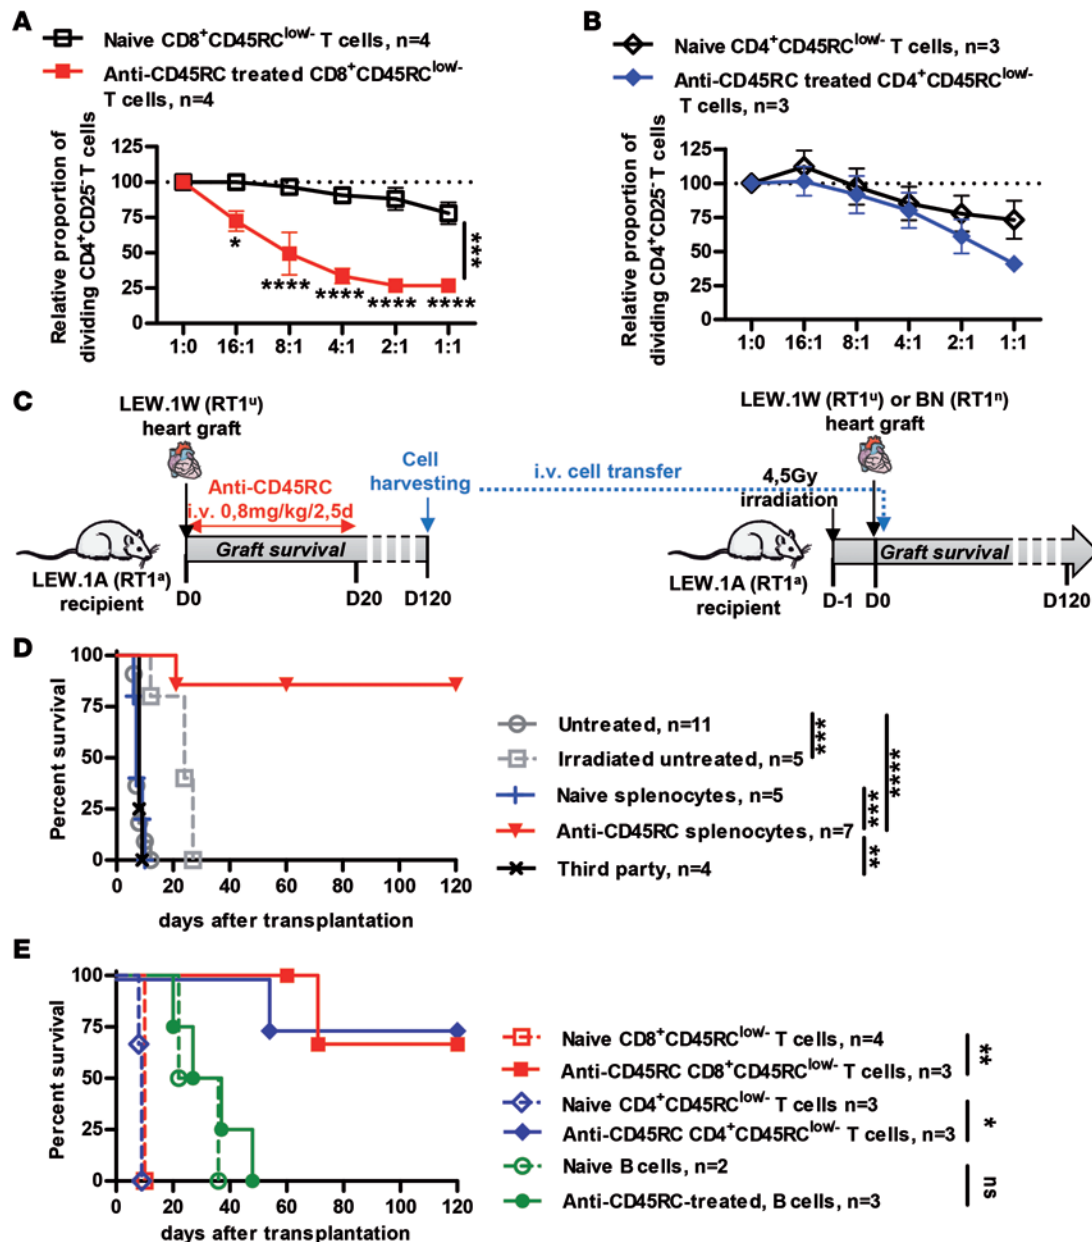 A
Naive CD8⁺CD45RCˡᵒʷ/⁻ T cells, n=4
Anti-CD45RC treated CD8⁺CD45RCˡᵒʷ/⁻
T cells, n=4
Relative proportion of
dividing CD4⁺CD25⁻T cells
125
100
75
50
25
0
*
****
****
****
****
***
1:0
16:1
8:1
4:1
2:1
1:1
B
Naive CD4⁺CD45RCˡᵒʷ/⁻ T cells, n=3
Anti-CD45RC treated CD4⁺CD45RCˡᵒʷ/⁻
T cells, n=3
Relative proportion of
dividing CD4⁺CD25⁻T cells
125
100
75
50
25
0
1:0
16:1
8:1
4:1
2:1
1:1
C
LEW.1W (RT1ᵘ)
heart graft
Anti-CD45RC
i.v. 0,8mg/kg/2,5d
Cell
harvesting
i.v. cell transfer
Graft survival
LEW.1A (RT1ᵃ)
recipient
D0
D20
D120
LEW.1W (RT1ᵘ) or BN (RT1ⁿ)
heart graft
4,5Gy
irradiation
Graft survival
LEW.1A (RT1ᵃ)
recipient
D-1
D0
D120
D
Percent survival
100
75
50
25
0
0
20
40
60
80
100
120
days after transplantation
Untreated, n=11
Irradiated untreated, n=5
Naive splenocytes, n=5
Anti-CD45RC splenocytes, n=7
Third party, n=4
***
****
***
**
E
Percent survival
100
75
50
25
0
0
20
40
60
80
100
120
days after transplantation
Naive CD8⁺CD45RCˡᵒʷ/⁻ T cells, n=4
Anti-CD45RC CD8⁺CD45RCˡᵒʷ/⁻ T cells, n=3
Naive CD4⁺CD45RCˡᵒʷ/⁻ T cells n=3
Anti-CD45RC CD4⁺CD45RCˡᵒʷ/⁻ T cells, n=3
Naive B cells, n=2
Anti-CD45RC-treated, B cells, n=3
**
*
ns